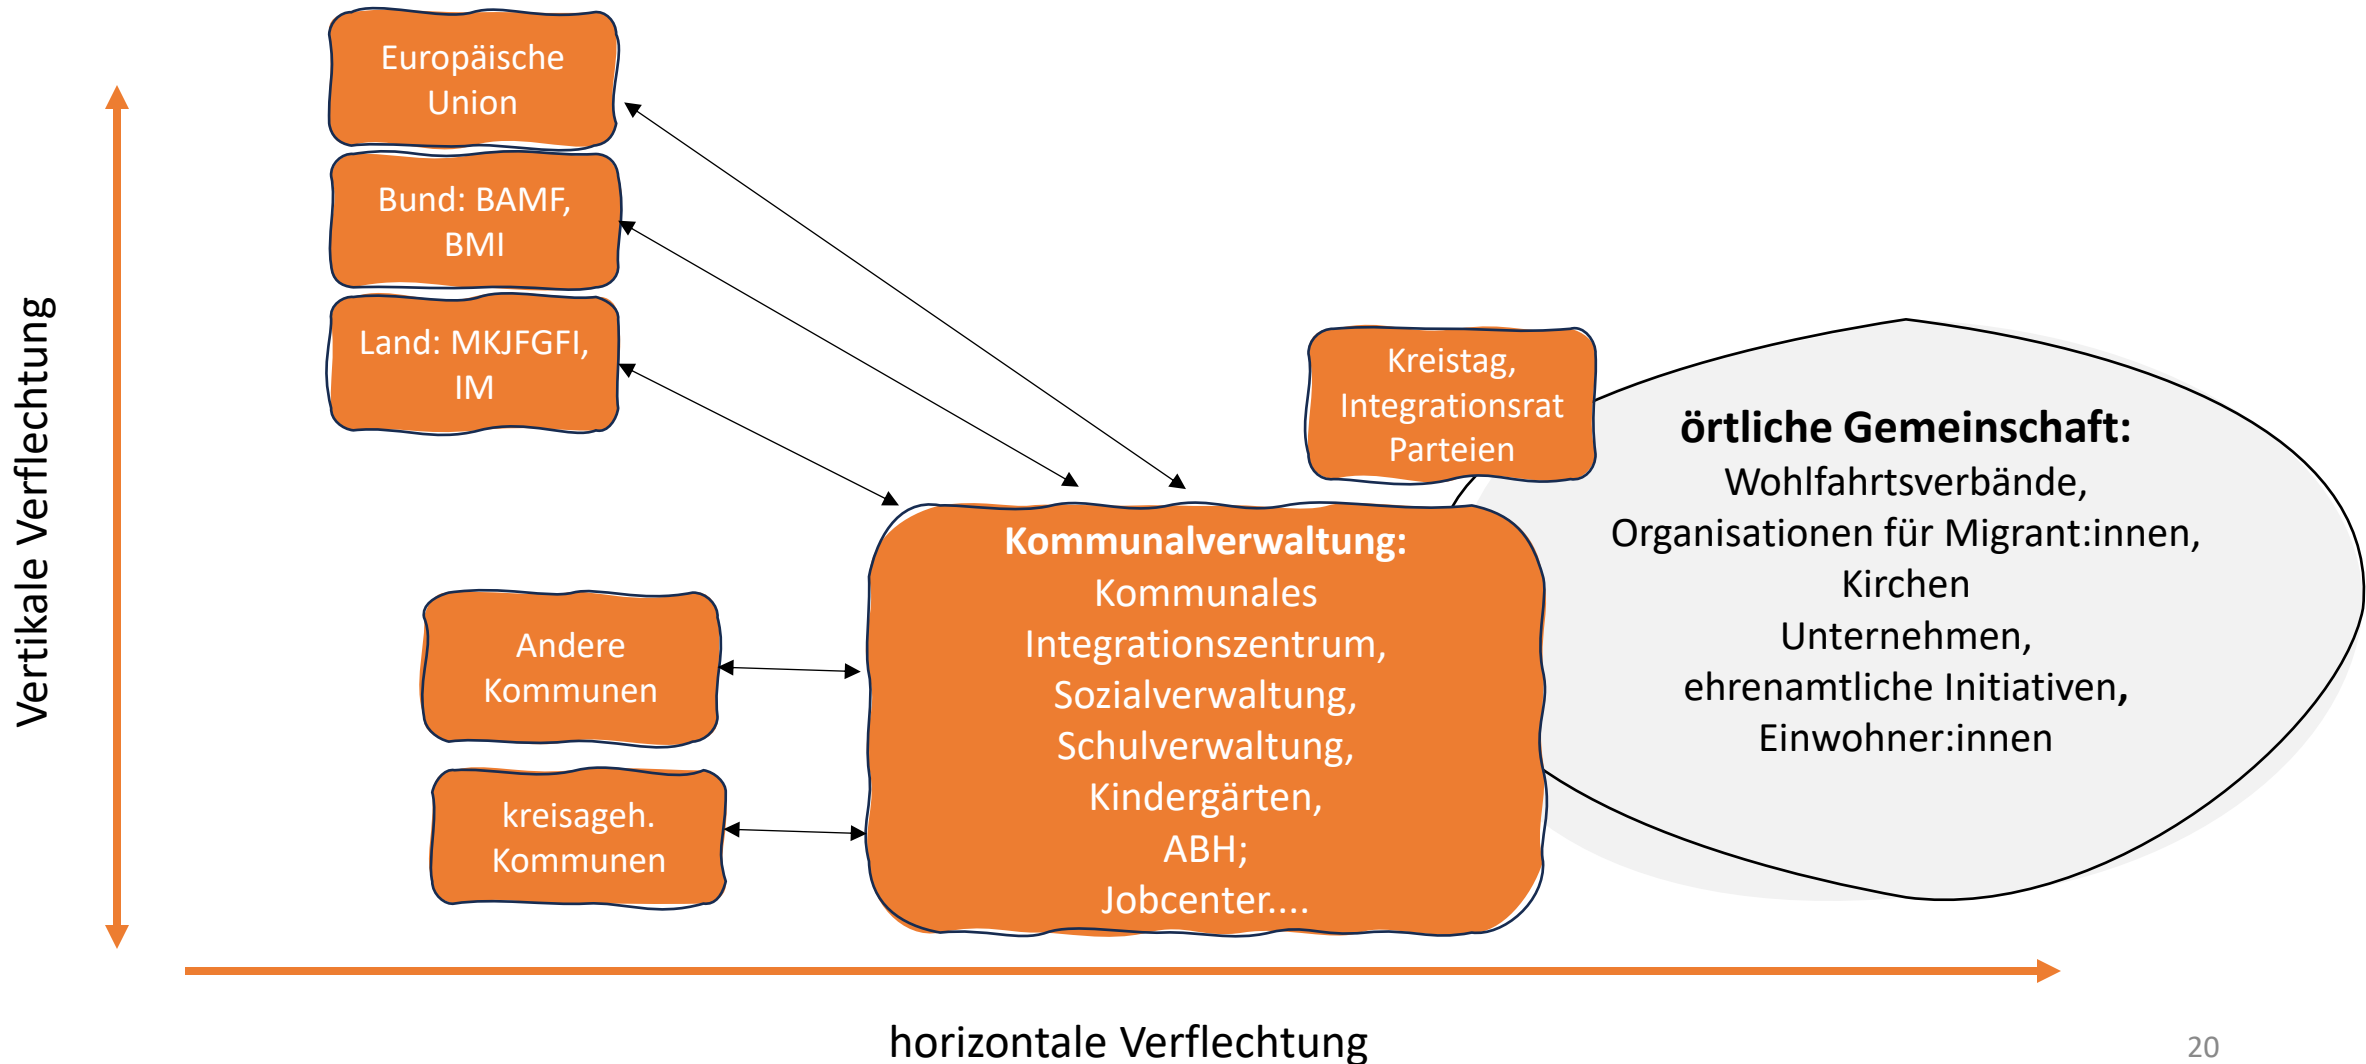 Europäische
Union
Bund: BAMF,
BMI
Land: MKJFGFI,
IM
Vertikale Verflechtung
Kreistag,
Integrationsrat
Parteien
örtliche Gemeinschaft:
Wohlfahrtsverbände,
Organisationen für Migrant:innen,
Kirchen
Unternehmen,
ehrenamtliche Initiativen,
Einwohner:innen
Kommunalverwaltung:
Kommunales
Integrationszentrum,
Sozialverwaltung,
Schulverwaltung,
Kindergärten,
ABH;
Jobcenter....
Andere
Kommunen
kreisageh.
Kommunen
horizontale Verflechtung
20